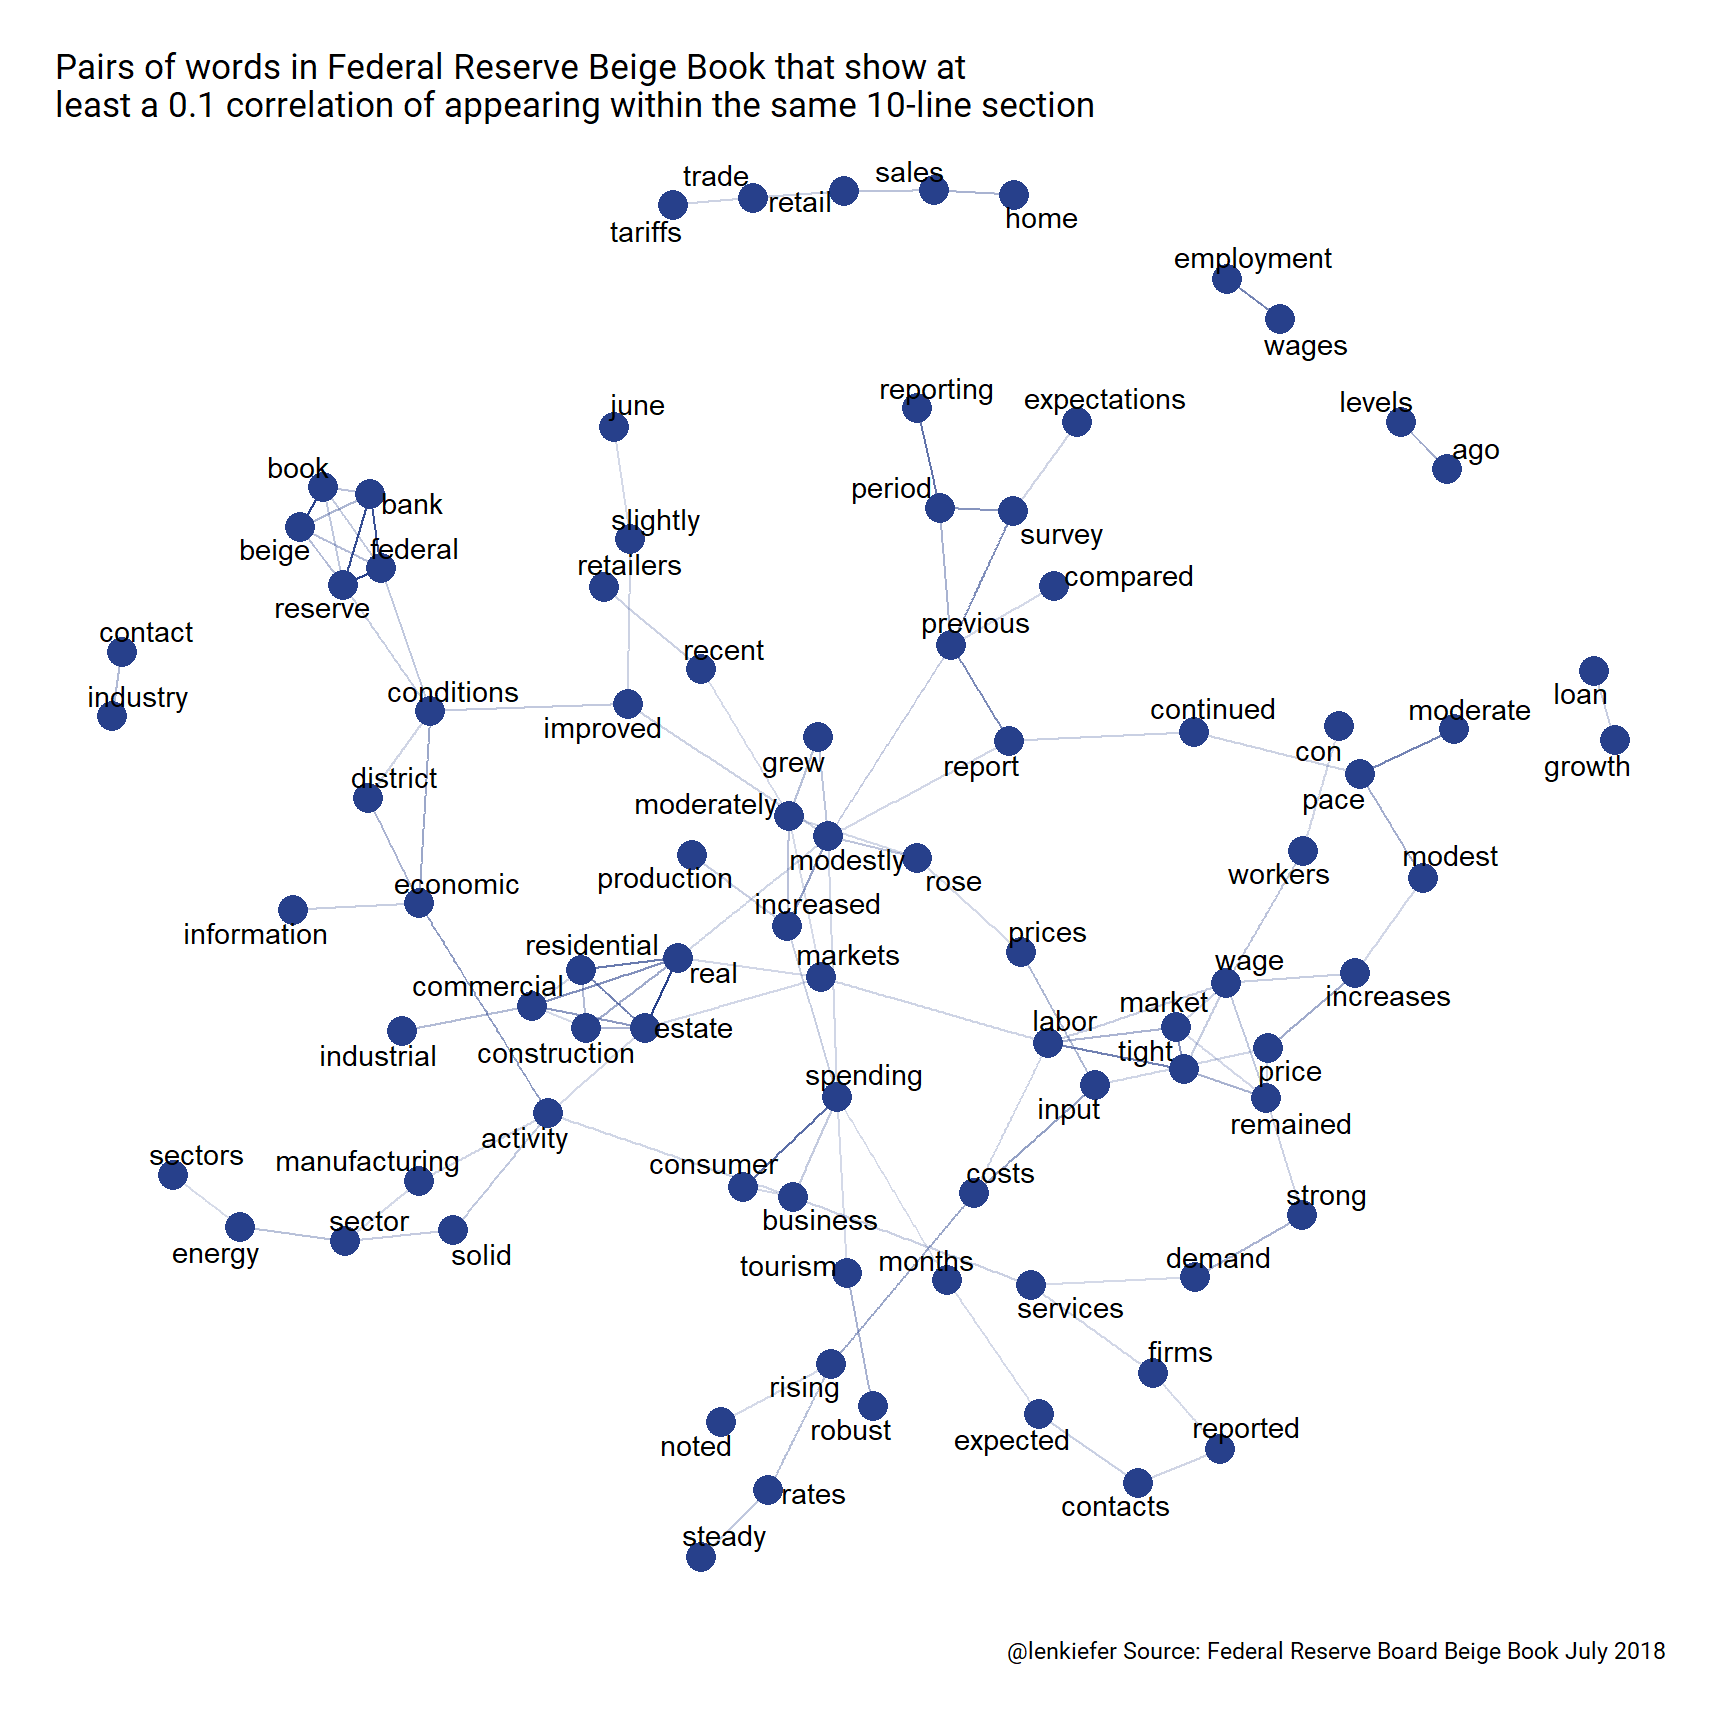 Pairs of words in Federal Reserve Beige Book that show at
least a 0.1 correlation of appearing within the same 10-line section
trade
sales
retail
tariffs
home
employment
wages
june
reporting
expectations
levels
ago
book
bank
period
slightly
survey
beige
federal
retailers
compared
reserve
contact
previous
recent
industry
conditions
improved
continued
moderate
loan
con
grew
report
growth
district
moderately
pace
modestly
modest
production
rose
workers
economic
increased
information
residential
prices
markets
wage
real
commercial
increases
market
labor
estate
industrial
construction
tight
price
spending
input
remained
activity
sectors
manufacturing
consumer
costs
strong
sector
business
energy
solid
tourism
months
demand
services
firms
rising
robust
noted
expected
reported
rates
contacts
steady
@lenkiefer Source: Federal Reserve Board Beige Book July 2018